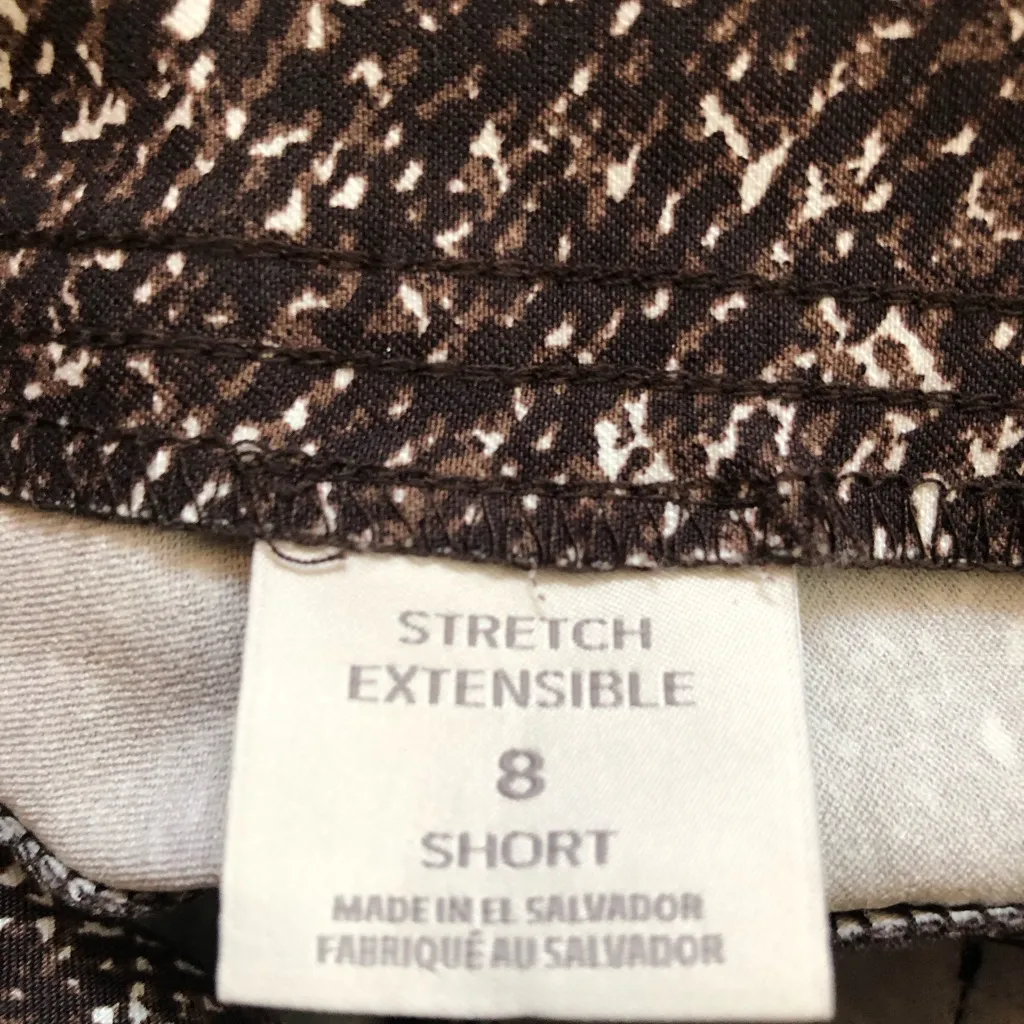 STRETCH
EXTENSIBLE
8
SHORT
MADE IN EL SALVADOR
FABRIQUÉ AU SALVADOR